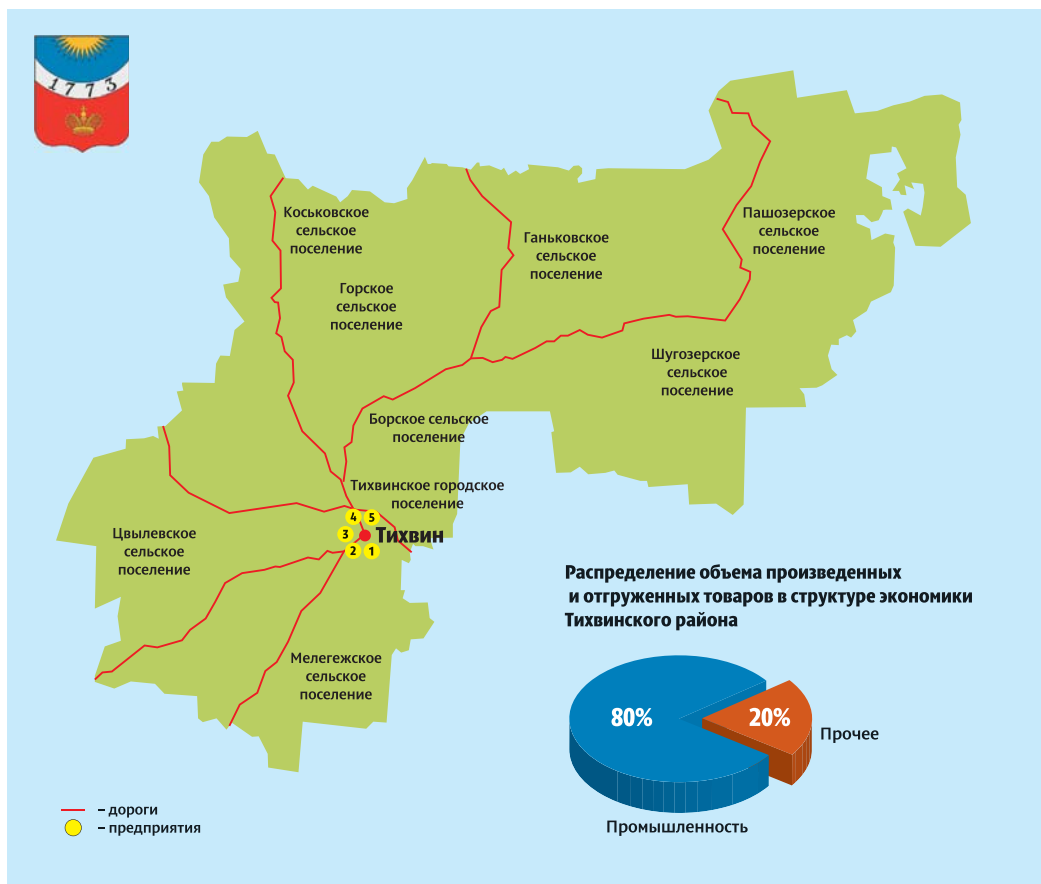 1773
Коськовское
сельское
поселение
Ганьковское
сельское
поселение
Пашозерское
сельское
поселение
Горское
сельское
поселение
Шугозерское
сельское
поселение
Борское сельское
поселение
Тихвинское городское
поселение
4 5
3
Тихвин
2 1
Цвылевское
сельское
поселение
Мелегежское
сельское
поселение
Распределение объема произведенных
и отгруженных товаров в структуре экономики
Тихвинского района
80%
20%
Прочее
Промышленность
– дороги
– предприятия